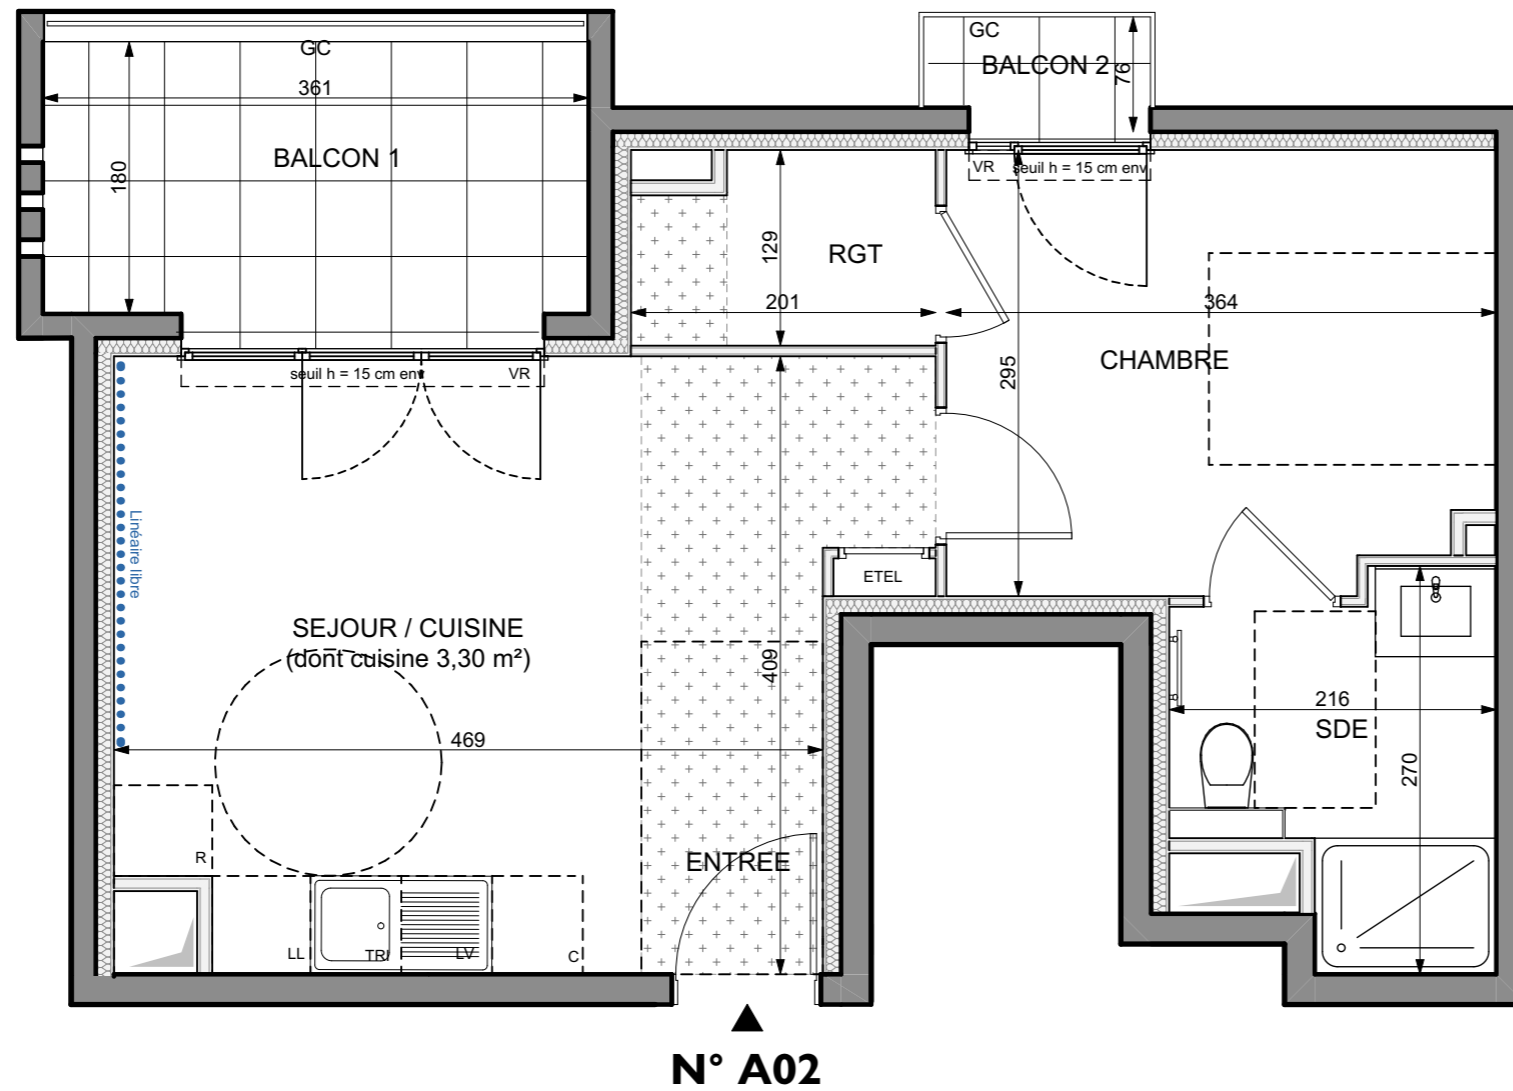 GC
361
BALCON 1
180
GC
BALCON 2
76
VR
seuil h = 15 cm env
129
RGT
201
364
295
CHAMBRE
seuil h = 15 cm env
VR
Linéaire libre
ETEL
SEJOUR / CUISINE
(dont cuisine 3,30 m²)
409
469
216
SDE
270
R
ENTREE
LL
TRI
LV
C
N° A02